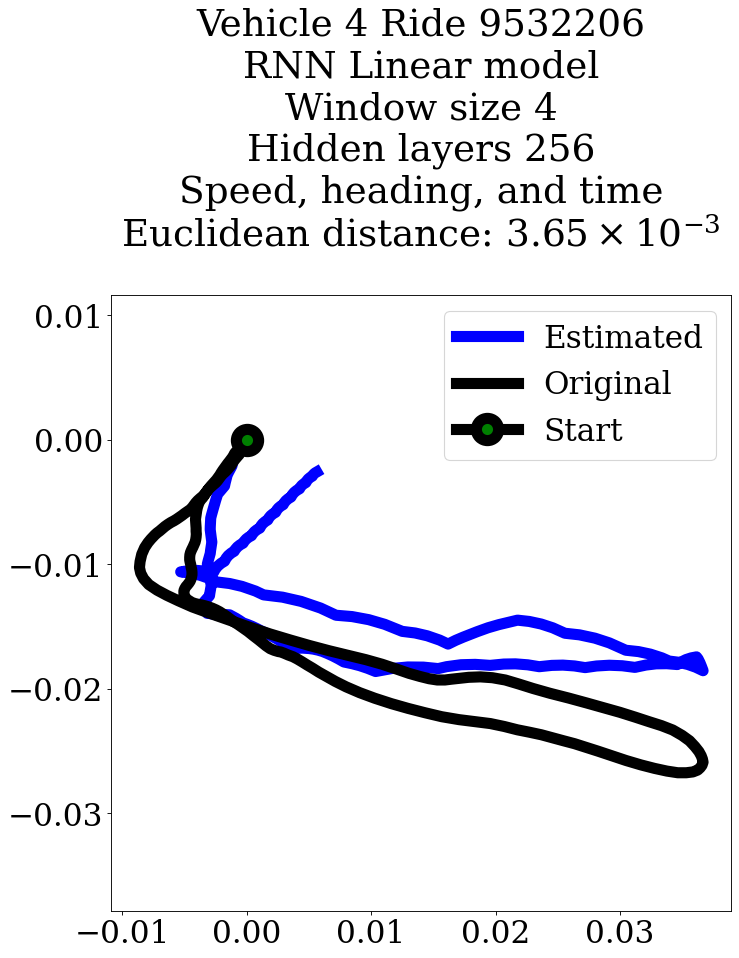 Vehicle 4 Ride 9532206
RNN Linear model
Window size 4
Hidden layers 256
Speed, heading, and time
Euclidean distance: 3.65 × 10⁻³
0.01
0.00
−0.01
−0.02
−0.03
Estimated
Original
Start
−0.01 0.00 0.01 0.02 0.03